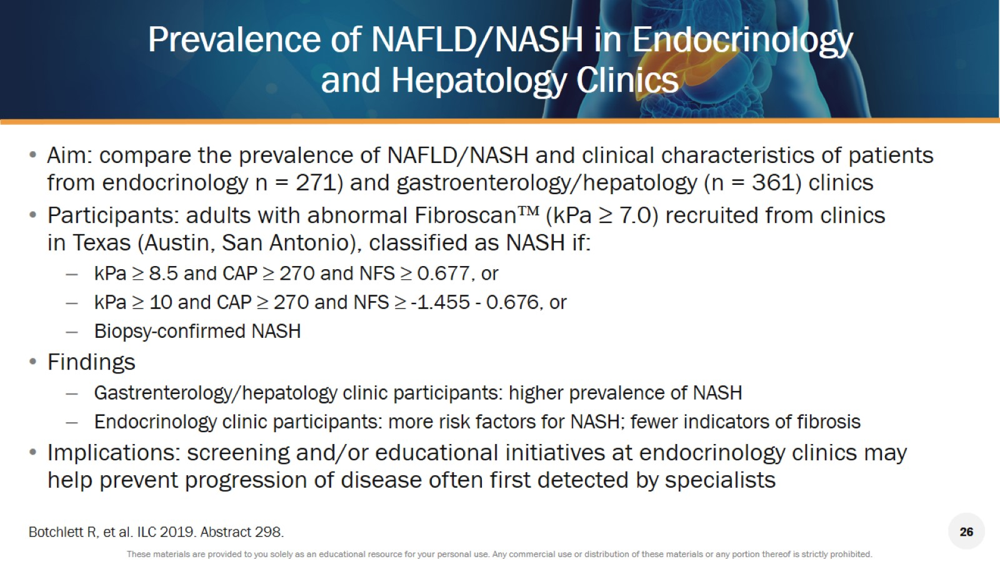 Prevalence of NAFLD/NASH in Endocrinology
and Hepatology Clinics
• Aim: compare the prevalence of NAFLD/NASH and clinical characteristics of patients
from endocrinology n = 271) and gastroenterology/hepatology (n = 361) clinics
• Participants: adults with abnormal Fibroscan™ (kPa ≥ 7.0) recruited from clinics
in Texas (Austin, San Antonio), classified as NASH if:
– kPa ≥ 8.5 and CAP ≥ 270 and NFS ≥ 0.677, or
– kPa ≥ 10 and CAP ≥ 270 and NFS ≥ -1.455 - 0.676, or
– Biopsy-confirmed NASH
• Findings
– Gastrenterology/hepatology clinic participants: higher prevalence of NASH
– Endocrinology clinic participants: more risk factors for NASH; fewer indicators of fibrosis
• Implications: screening and/or educational initiatives at endocrinology clinics may
help prevent progression of disease often first detected by specialists
Botchlett R, et al. ILC 2019. Abstract 298.
26
These materials are provided to you solely as an educational resource for your personal use. Any commercial use or distribution of these materials or any portion thereof is strictly prohibited.